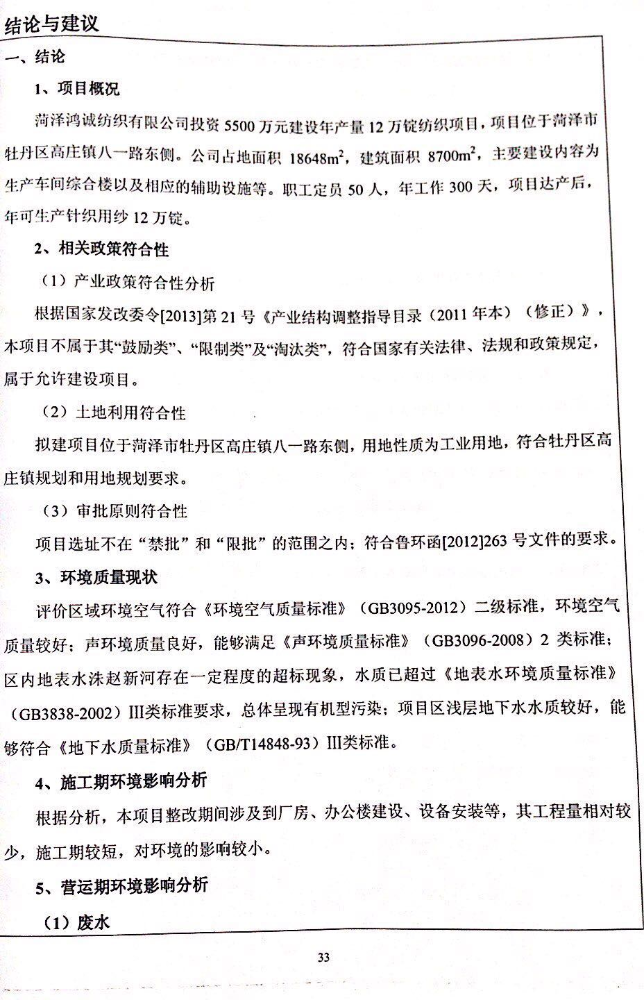 结论与建议
一、结论
1、项目概况
菏泽鸿诚纺织有限公司投资 5500 万元建设年产量 12 万锭纺织项目，项目位于菏泽市
牡丹区高庄镇八一路东侧。公司占地面积 18648m²，建筑面积 8700m²，主要建设内容为
生产车间综合楼以及相应的辅助设施等。职工定员 50 人，年工作 300 天，项目达产后，
年可生产针织用纱 12 万锭。
2、相关政策符合性
（1）产业政策符合性分析
根据国家发改委令[2013]第 21 号《产业结构调整指导目录（2011 年本）（修正）》，
本项目不属于其“鼓励类”、“限制类”及“淘汰类”，符合国家有关法律、法规和政策规定，
属于允许建设项目。
（2）土地利用符合性
拟建项目位于菏泽市牡丹区高庄镇八一路东侧，用地性质为工业用地，符合牡丹区高
庄镇规划和用地规划要求。
（3）审批原则符合性
项目选址不在“禁批”和“限批”的范围之内；符合鲁环函[2012]263 号文件的要求。
3、环境质量现状
评价区域环境空气符合《环境空气质量标准》（GB3095-2012）二级标准，环境空气
质量较好；声环境质量良好，能够满足《声环境质量标准》（GB3096-2008）2 类标准；
区内地表水洙赵新河存在一定程度的超标现象，水质已超过《地表水环境质量标准》
（GB3838-2002）III类标准要求，总体呈现有机型污染；项目区浅层地下水水质较好，能
够符合《地下水质量标准》（GB/T14848-93）III类标准。
4、施工期环境影响分析
根据分析，本项目整改期间涉及到厂房、办公楼建设、设备安装等，其工程量相对较
少，施工期较短，对环境的影响较小。
5、营运期环境影响分析
（1）废水
33